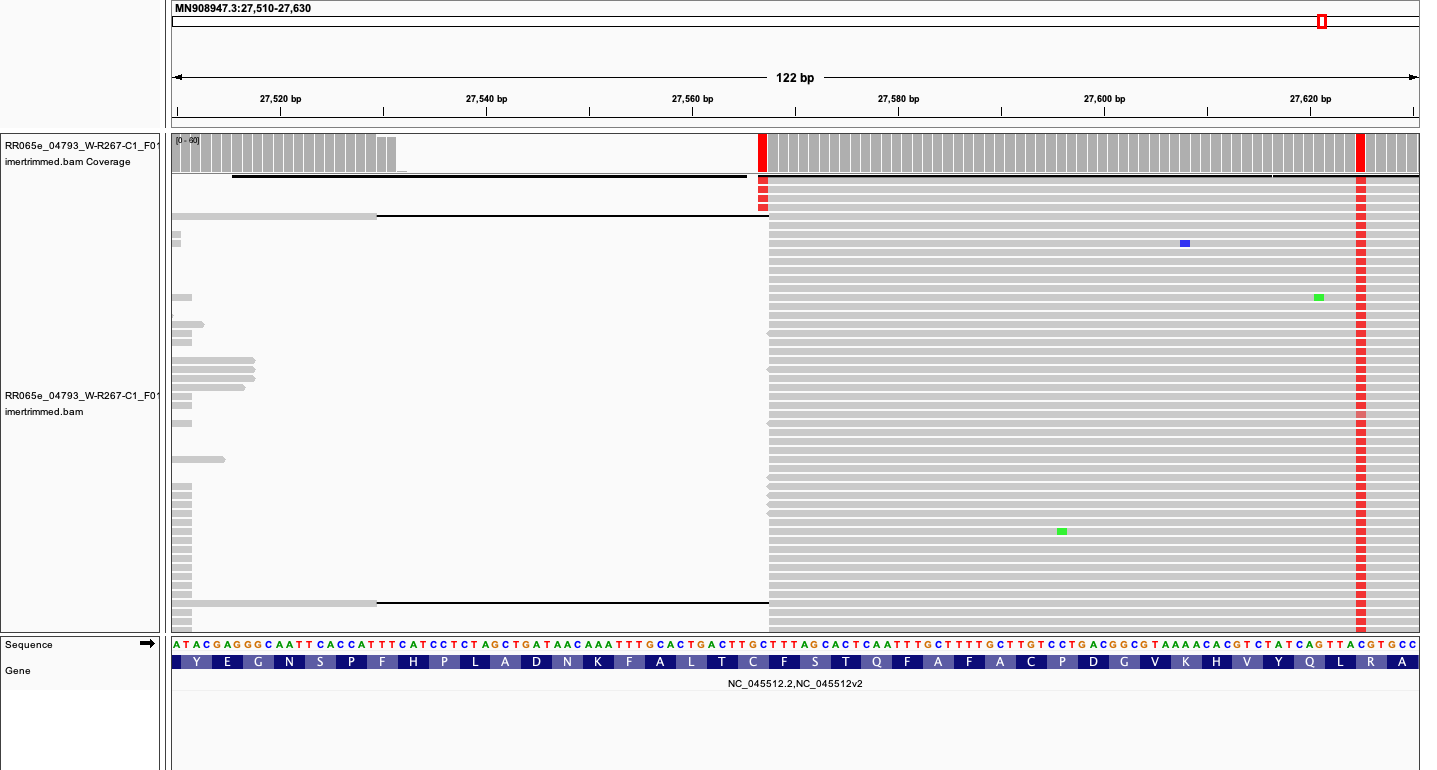 MN908947.3:27,510-27,630
122 bp
27,520 bp 27,540 bp 27,560 bp 27,580 bp 27,600 bp 27,620 bp
RR065e_04793_W-R267-C1_F01
imertrimmed.bam Coverage
[0 - 60]
RR065e_04793_W-R267-C1_F01
imertrimmed.bam
Sequence
ATACGAGGGCAATTCACCATTTCATCCTCTAGCTGATAACAAATTTGCACTGACTTGCTTTAGCACTCAATTTGCTTTTGCTTGTCCTGACGGCGTAAAACACGTCTATCAGTTACGTGCC
Gene
Y E G N S P F H P L A D N K F A L T C F S T Q F A F A C P D G V K H V Y Q L R A
NC_045512.2,NC_045512v2